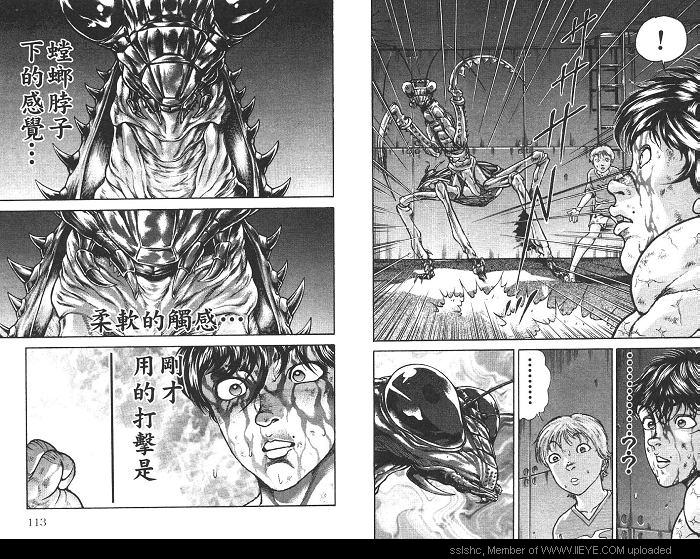 ！
…………？？
………
螳螂脖子
下的感覺…
柔軟的觸感…
剛才
用的打擊是
113
sslshc, Member of WWW.IIEYE.COM uploaded